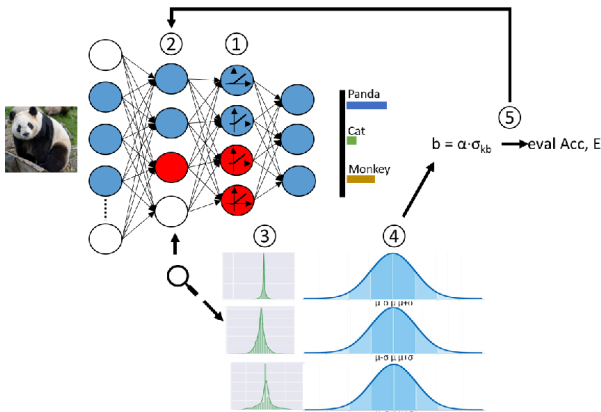 ② ①
Panda
⑤
Cat
b = α·σkb
eval Acc, E
Monkey
③ ④
μ-σ μ μ+σ